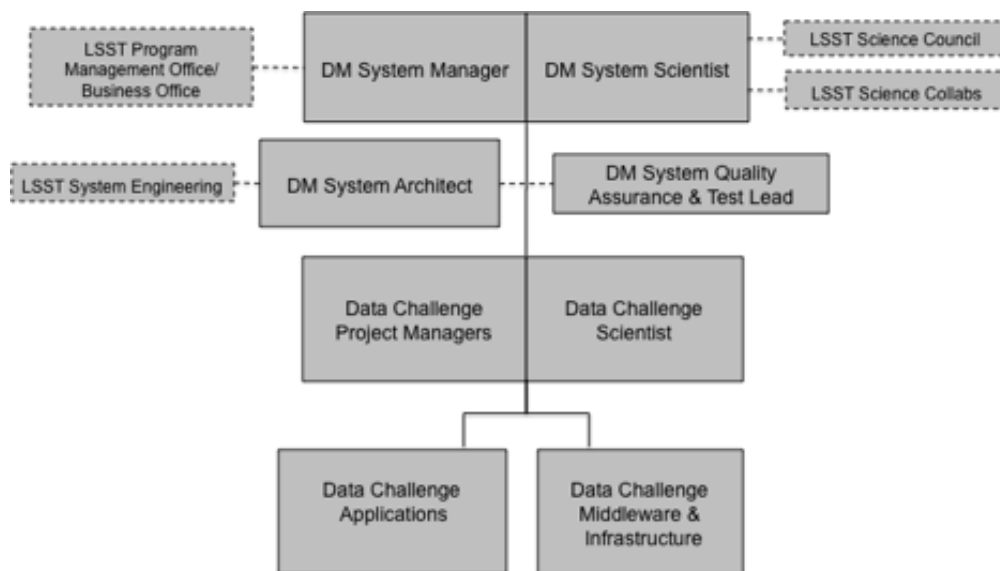 LSST Program
Management Office/
Business Office
DM System Manager
DM System Scientist
LSST Science Council
LSST Science Collabs
LSST System Engineering
DM System Architect
DM System Quality
Assurance & Test Lead
Data Challenge
Project Managers
Data Challenge
Scientist
Data Challenge
Applications
Data Challenge
Middleware &
Infrastructure